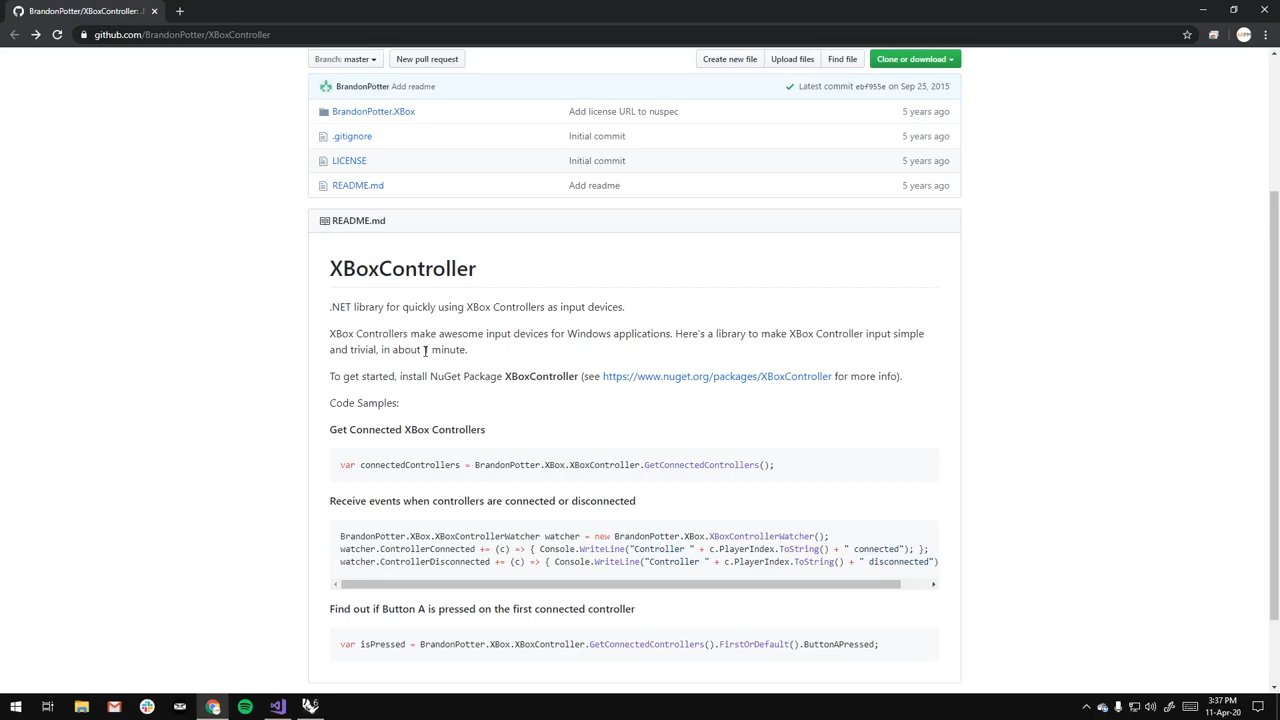 BrandonPotter/XBoxController: .N
github.com/BrandonPotter/XBoxController
Branch: master
New pull request
Create new file
Upload files
Find file
Clone or download
BrandonPotter Add readme
Latest commit ebf955e on Sep 25, 2015
BrandonPotter.XBox
Add license URL to nuspec
5 years ago
.gitignore
Initial commit
5 years ago
LICENSE
Initial commit
5 years ago
README.md
Add readme
5 years ago
README.md
XBoxController
.NET library for quickly using XBox Controllers as input devices.
XBox Controllers make awesome input devices for Windows applications. Here's a library to make XBox Controller input simple
and trivial, in about minute.
To get started, install NuGet Package XBoxController (see https://www.nuget.org/packages/XBoxController for more info).
Code Samples:
Get Connected XBox Controllers
var connectedControllers = BrandonPotter.XBox.XBoxController.GetConnectedControllers();
Receive events when controllers are connected or disconnected
BrandonPotter.XBox.XBoxControllerWatcher watcher = new BrandonPotter.XBox.XBoxControllerWatcher();
watcher.ControllerConnected += (c) => { Console.WriteLine("Controller " + c.PlayerIndex.ToString() + " connected"); };
watcher.ControllerDisconnected += (c) => { Console.WriteLine("Controller " + c.PlayerIndex.ToString() + " disconnected")
Find out if Button A is pressed on the first connected controller
var isPressed = BrandonPotter.XBox.XBoxController.GetConnectedControllers().FirstOrDefault().ButtonAPressed;
3:37 PM
11-Apr-20